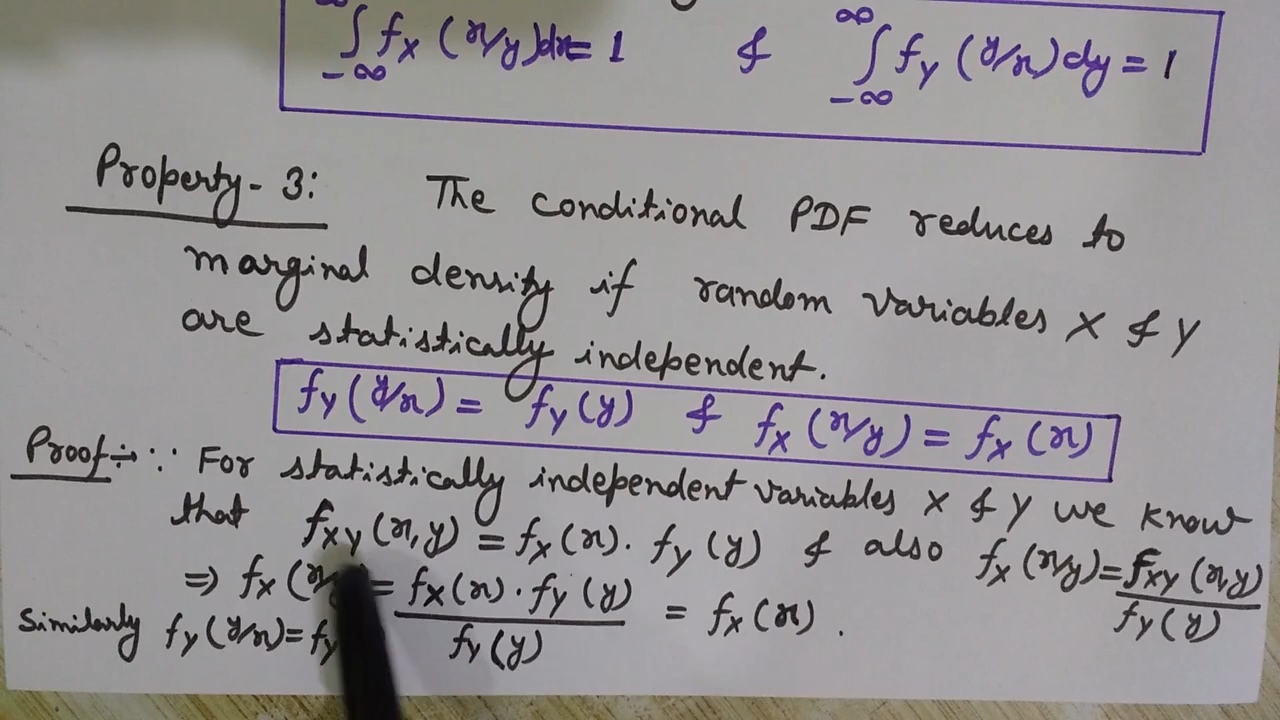 ∫ f_X (x/y)dx = 1 & ∫ f_Y (y/x) dy = 1
-∞ ∞ -∞
Property- 3: The conditional PDF reduces to
marginal density if random variables X & Y
are statistically independent.
f_Y (y/x) = f_Y (y) & f_X (x/y) = f_X (x)
Proof :→ ∵ For statistically independent variables X & Y we know
that f_XY (x,y) = f_X (x) . f_Y (y) & also f_X (x/y) = f_XY (x,y) / f_Y (y)
⇒ f_X (x = f_X (x) . f_Y (y) / f_Y (y) = f_X (x) .
Similarly f_Y (y/x) = f_Y